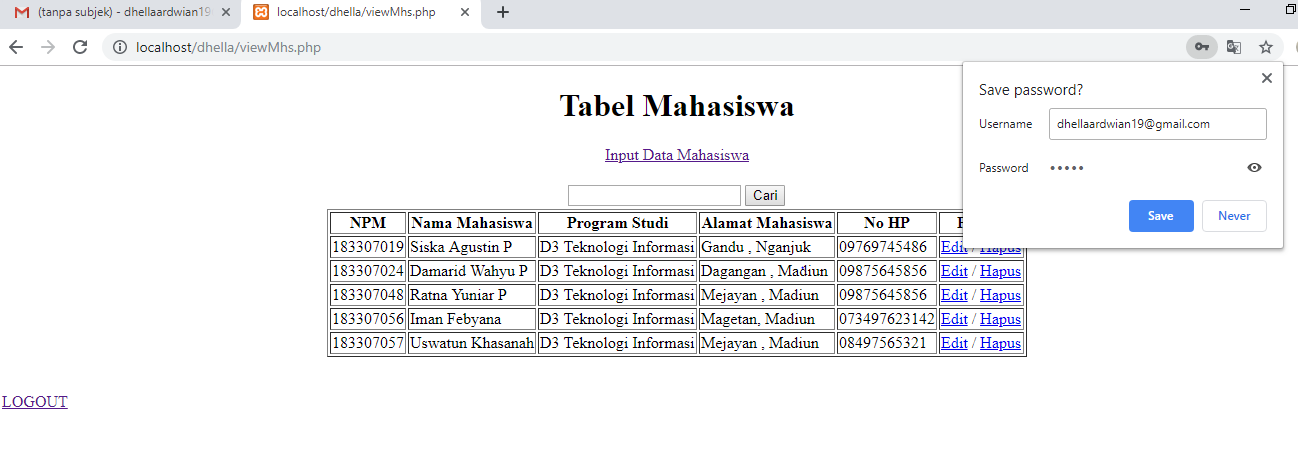 (tanpa subjek) - dhellaardwian19
localhost/dhella/viewMhs.php
localhost/dhella/viewMhs.php
Save password?
Username dhellaardwian19@gmail.com
Password •••••
Save Never
Tabel Mahasiswa
Input Data Mahasiswa
Cari
NPM Nama Mahasiswa Program Studi Alamat Mahasiswa No HP
183307019 Siska Agustin P D3 Teknologi Informasi Gandu , Nganjuk 09769745486 Edit / Hapus
183307024 Damarid Wahyu P D3 Teknologi Informasi Dagangan , Madiun 09875645856 Edit / Hapus
183307048 Ratna Yuniar P D3 Teknologi Informasi Mejayan , Madiun 09875645856 Edit / Hapus
183307056 Iman Febyana D3 Teknologi Informasi Magetan, Madiun 073497623142 Edit / Hapus
183307057 Uswatun Khasanah D3 Teknologi Informasi Mejayan , Madiun 08497565321 Edit / Hapus
LOGOUT